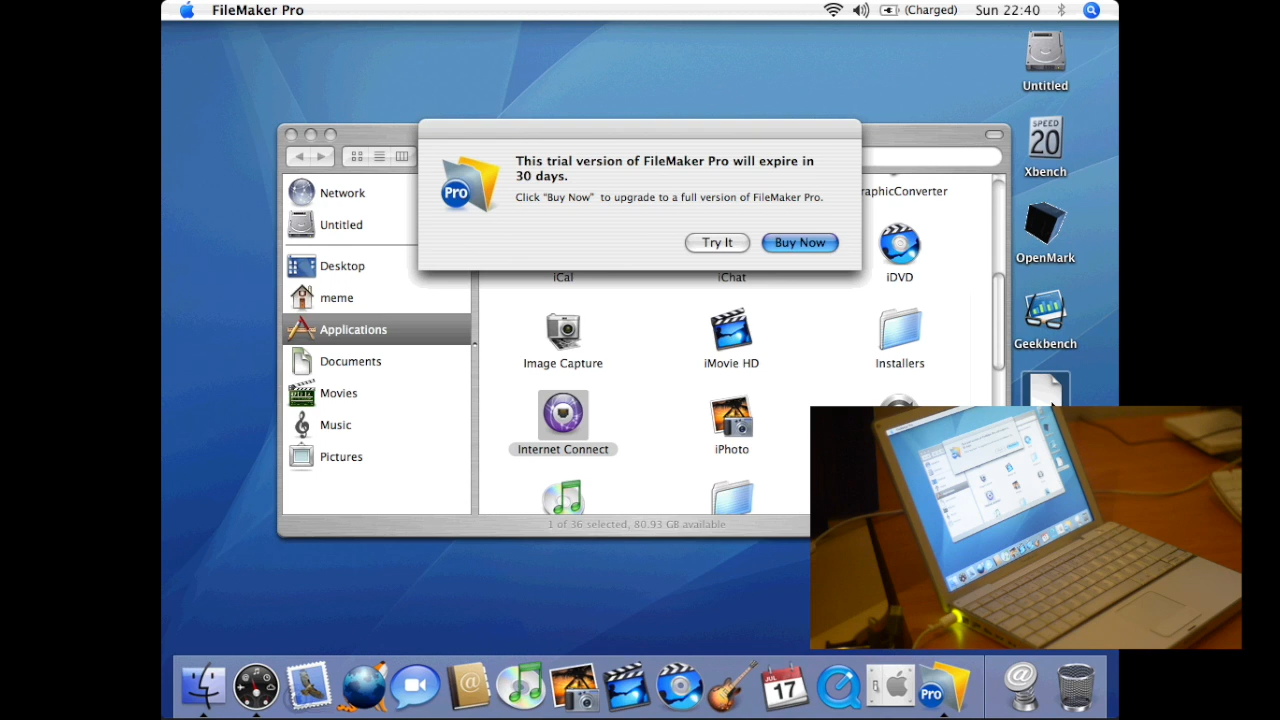 FileMaker Pro
(Charged) Sun 22:40
Untitled
SPEED
20
Xbench
OpenMark
Geekbench
This trial version of FileMaker Pro will expire in
30 days.
Click "Buy Now" to upgrade to a full version of FileMaker Pro.
Pro
Try It
Buy Now
Network
Untitled
Desktop
meme
Applications
Documents
Movies
Music
Pictures
raphicConverter
iCal
iChat
iDVD
Image Capture
iMovie HD
Installers
Internet Connect
iPhoto
1 of 36 selected, 80.93 GB available
JUL
17
Pro